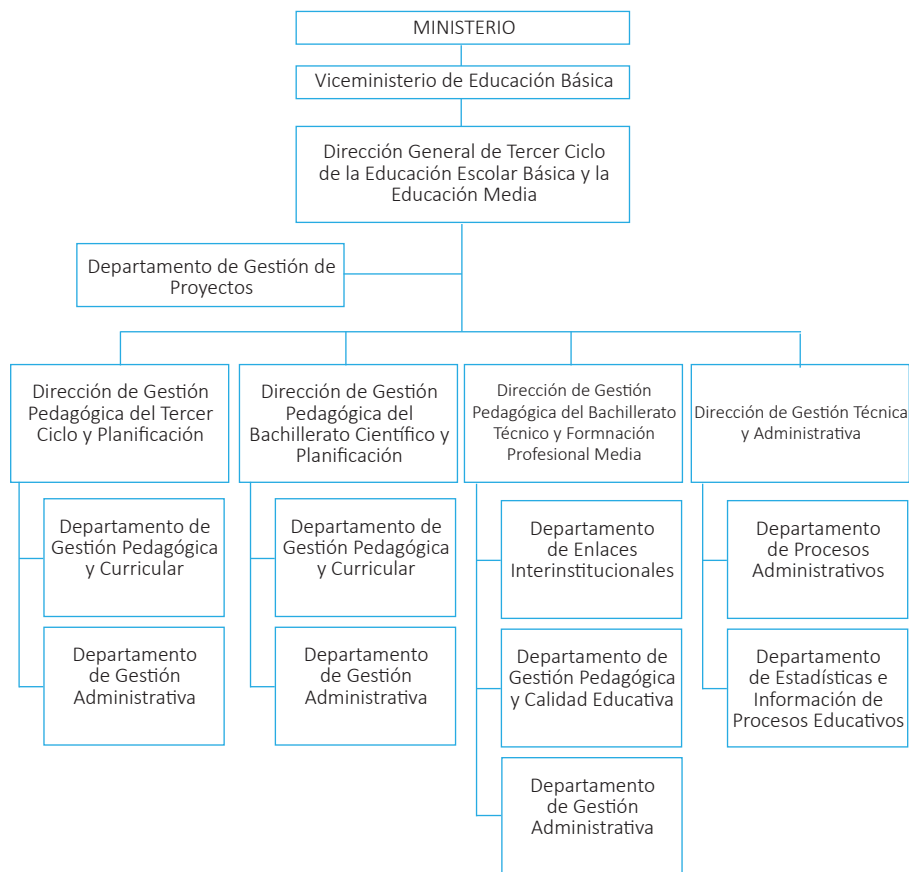 MINISTERIO
Viceministerio de Educación Básica
Dirección General de Tercer Ciclo
de la Educación Escolar Básica y la
Educación Media
Departamento de Gestión de
Proyectos
Dirección de Gestión
Pedagógica del Tercer
Ciclo y Planificación
Departamento de
Gestión Pedagógica
y Curricular
Departamento
de Gestión
Administrativa
Dirección de Gestión
Pedagógica del
Bachillerato Científico y
Planificación
Departamento de
Gestión Pedagógica
y Curricular
Departamento
de Gestión
Administrativa
Dirección de Gestión
Pedagógica del Bachillerato
Técnico y Formnación
Profesional Media
Departamento
de Enlaces
Interinstitucionales
Departamento de
Gestión Pedagógica
y Calidad Educativa
Departamento
de Gestión
Administrativa
Dirección de Gestión Técnica
y Administrativa
Departamento
de Procesos
Administrativos
Departamento
de Estadísticas e
Información de
Procesos Educativos